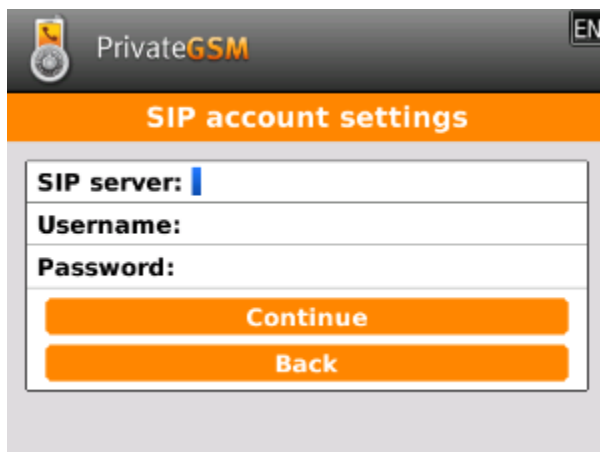 PrivateGSM
EN
SIP account settings
SIP server:
Username:
Password:
Continue
Back